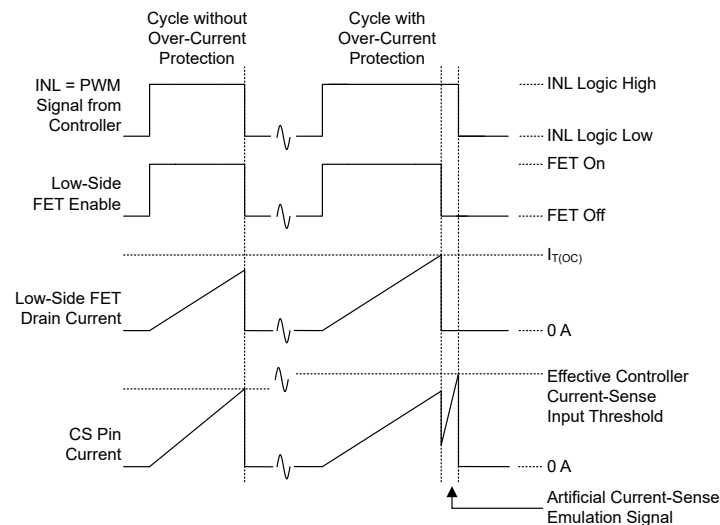 Cycle without
Over-Current
Protection
Cycle with
Over-Current
Protection
INL = PWM
Signal from
Controller
INL Logic High
INL Logic Low
Low-Side
FET Enable
FET On
FET Off
Low-Side FET
Drain Current
I_T(OC)
0 A
CS Pin
Current
Effective Controller
Current-Sense
Input Threshold
0 A
Artificial Current-Sense
Emulation Signal